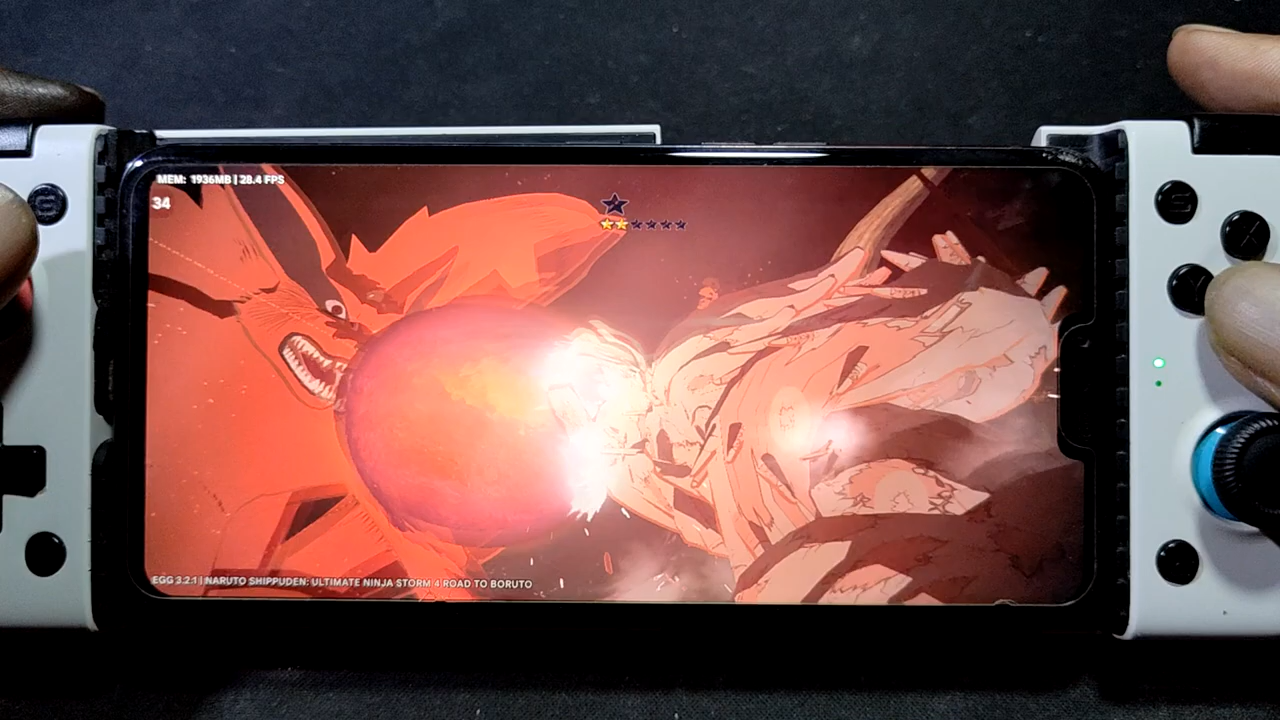 MEM: 1936MB | 28.4 FPS
34
X
EGG 3.2.1 | NARUTO SHIPPUDEN: ULTIMATE NINJA STORM 4 ROAD TO BORUTO